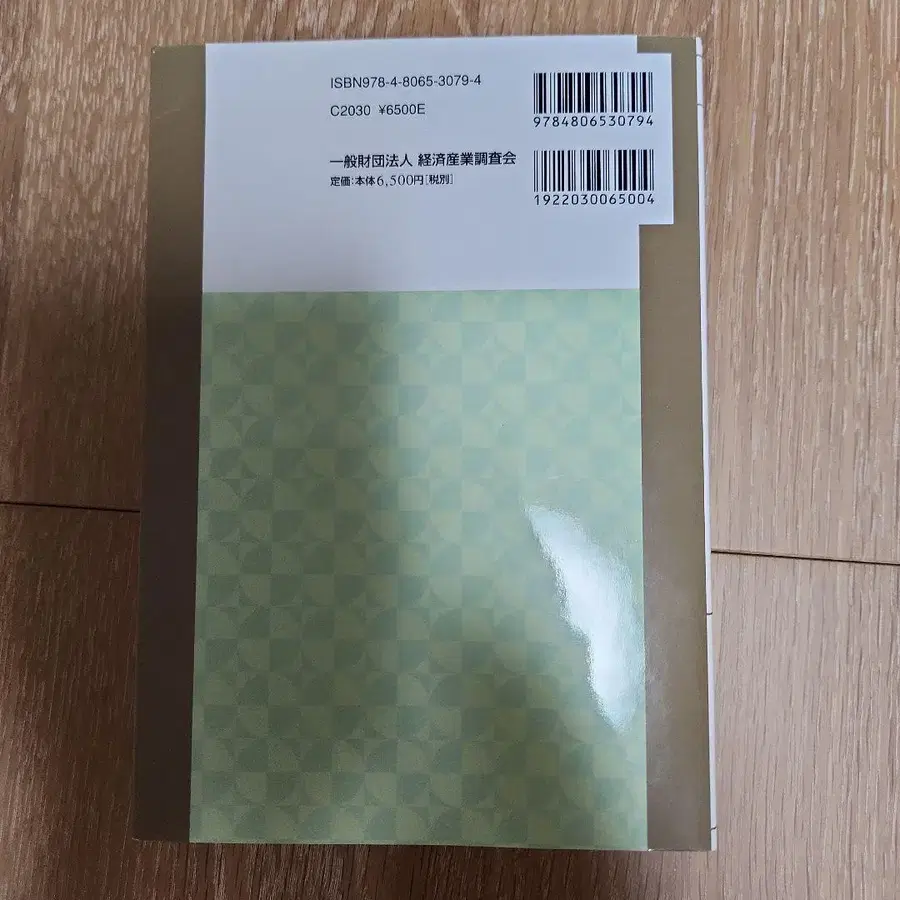 ISBN978-4-8065-3079-4
C2030 ¥6500E
9784806530794
一般財団法人 経済産業調査会
定価:本体6,500円[税別]
1922030065004